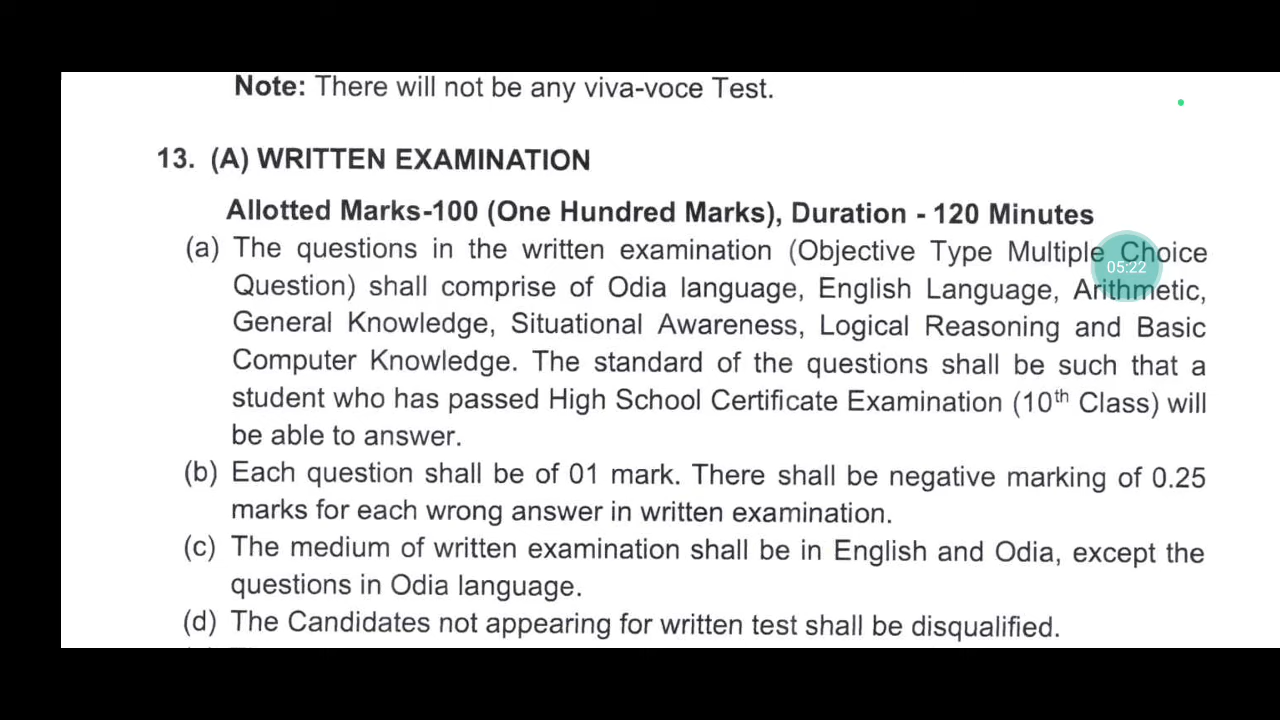 Note: There will not be any viva-voce Test.
13. (A) WRITTEN EXAMINATION
Allotted Marks-100 (One Hundred Marks), Duration - 120 Minutes
(a) The questions in the written examination (Objective Type Multiple Choice
05:22
Question) shall comprise of Odia language, English Language, Arithmetic,
General Knowledge, Situational Awareness, Logical Reasoning and Basic
Computer Knowledge. The standard of the questions shall be such that a
student who has passed High School Certificate Examination (10th Class) will
be able to answer.
(b) Each question shall be of 01 mark. There shall be negative marking of 0.25
marks for each wrong answer in written examination.
(c) The medium of written examination shall be in English and Odia, except the
questions in Odia language.
(d) The Candidates not appearing for written test shall be disqualified.